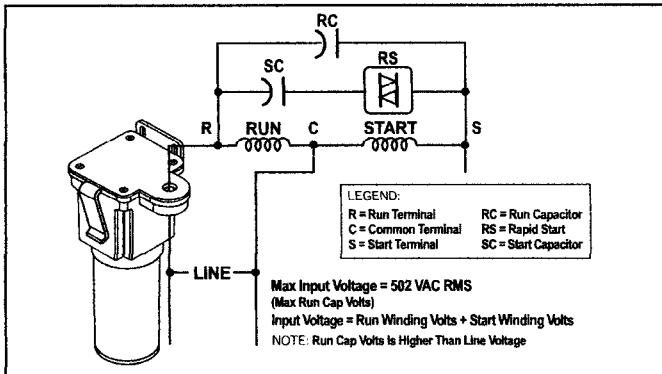 RC
SC
RS
R
RUN
C
START
S
LEGEND:
R = Run Terminal
RC = Run Capacitor
C = Common Terminal
RS = Rapid Start
S = Start Terminal
SC = Start Capacitor
LINE
Max Input Voltage = 502 VAC RMS
(Max Run Cap Volts)
Input Voltage = Run Winding Volts + Start Winding Volts
NOTE: Run Cap Volts Is Higher Than Line Voltage